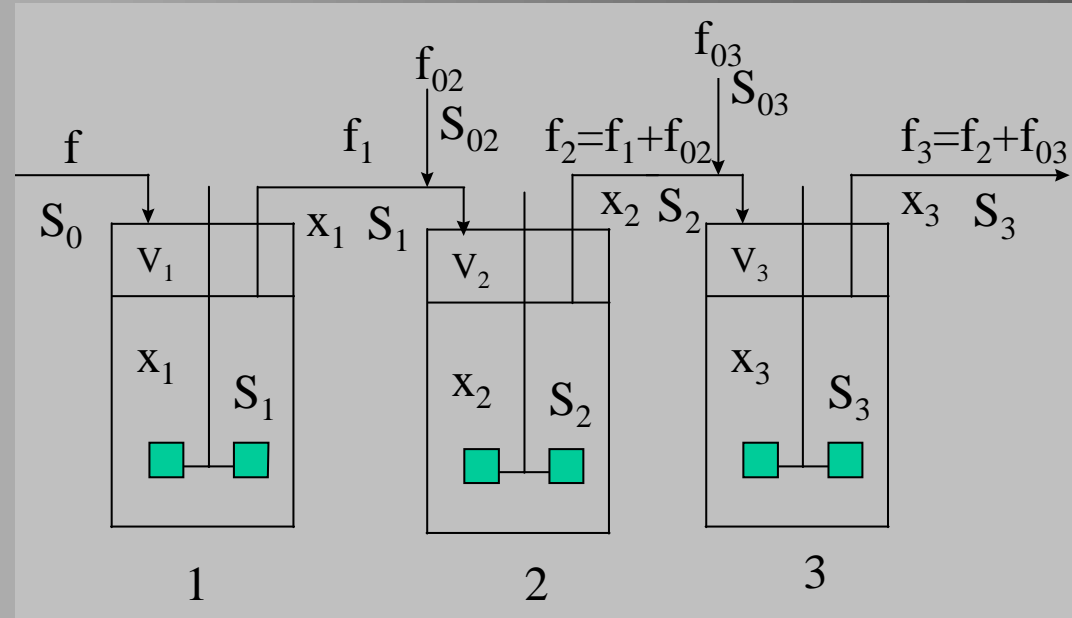 f₀₃
f₀₂
S₀₃
f
f₁
S₀₂
f₂=f₁+f₀₂
f₃=f₂+f₀₃
S₀
x₁
S₁
x₂
S₂
x₃
S₃
V₁
V₂
V₃
x₁
S₁
x₂
S₂
x₃
S₃
1
2
3